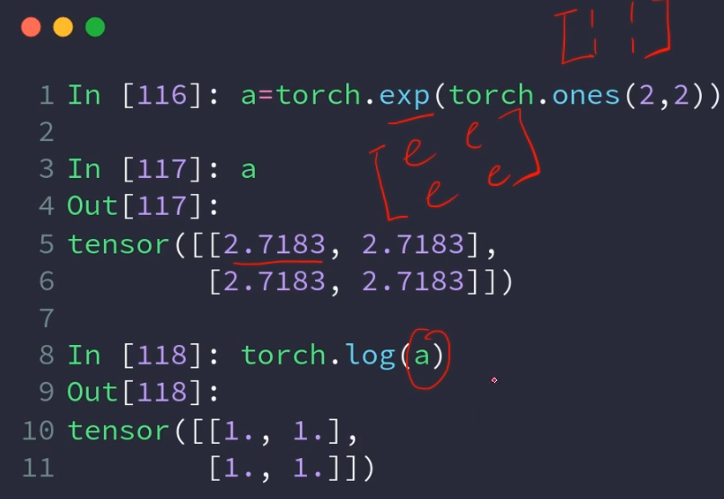 [1 1]
1 In [116]: a=torch.exp(torch.ones(2,2))
2
[e e
e e]
3 In [117]: a
4 Out[117]:
5 tensor([[2.7183, 2.7183],
6 [2.7183, 2.7183]])
7
8 In [118]: torch.log(a)
9 Out[118]:
10 tensor([[1., 1.],
11 [1., 1.]])